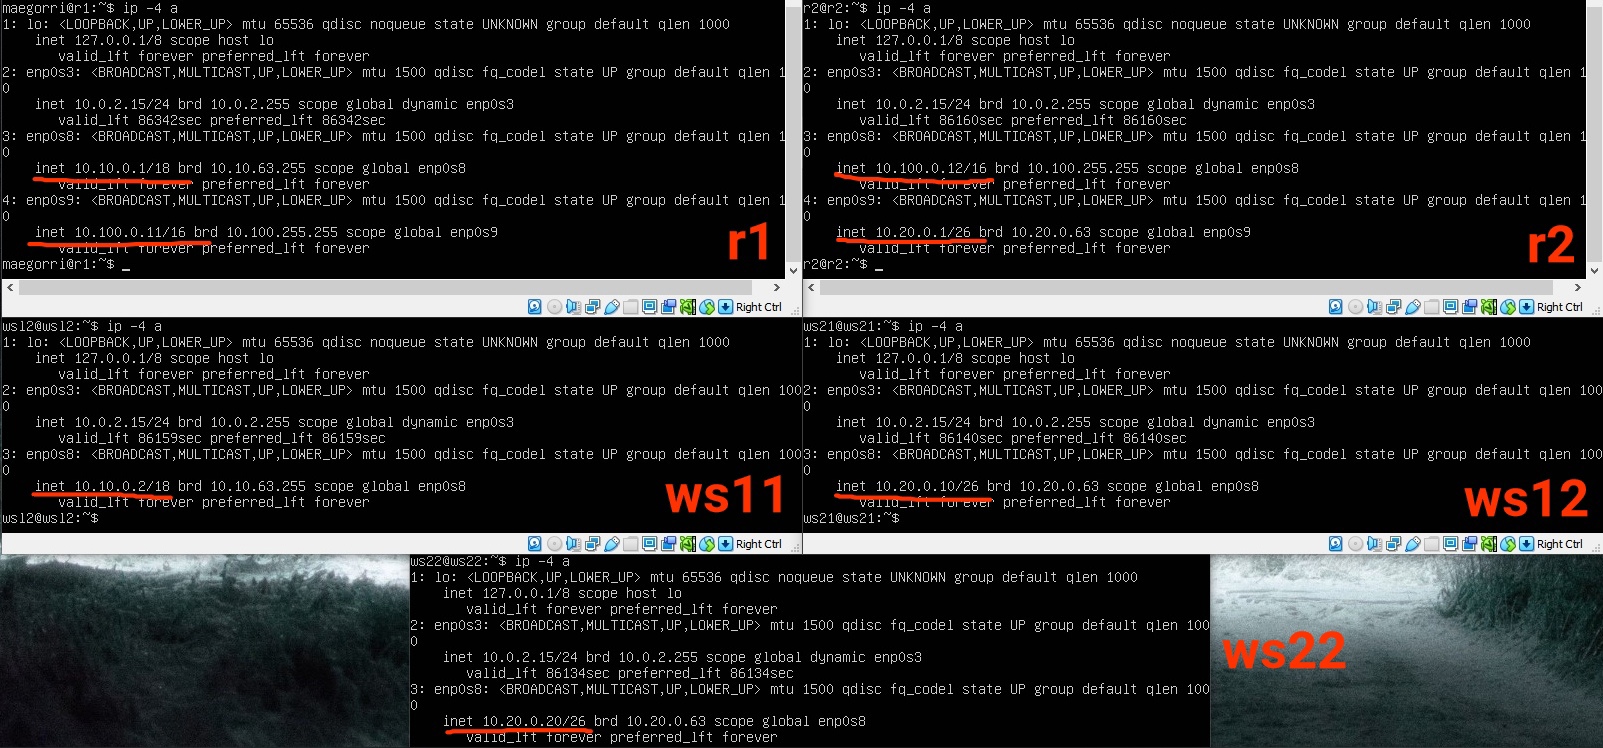 maegorri@r1:~$ ip -4 a
1: lo: <LOOPBACK,UP,LOWER_UP> mtu 65536 qdisc noqueue state UNKNOWN group default qlen 1000
inet 127.0.0.1/8 scope host lo
valid_lft forever preferred_lft forever
2: enp0s3: <BROADCAST,MULTICAST,UP,LOWER_UP> mtu 1500 qdisc fq_codel state UP group default qlen 1
0
inet 10.0.2.15/24 brd 10.0.2.255 scope global dynamic enp0s3
valid_lft 86342sec preferred_lft 86342sec
3: enp0s8: <BROADCAST,MULTICAST,UP,LOWER_UP> mtu 1500 qdisc fq_codel state UP group default qlen 1
0
inet 10.10.0.1/18 brd 10.10.63.255 scope global enp0s8
valid_lft forever preferred_lft forever
4: enp0s9: <BROADCAST,MULTICAST,UP,LOWER_UP> mtu 1500 qdisc fq_codel state UP group default qlen 1
0
inet 10.100.0.11/16 brd 10.100.255.255 scope global enp0s9
valid_lft forever preferred_lft forever
maegorri@r1:~$ _
r1
Right Ctrl
r2@r2:~$ ip -4 a
1: lo: <LOOPBACK,UP,LOWER_UP> mtu 65536 qdisc noqueue state UNKNOWN group default qlen 1000
inet 127.0.0.1/8 scope host lo
valid_lft forever preferred_lft forever
2: enp0s3: <BROADCAST,MULTICAST,UP,LOWER_UP> mtu 1500 qdisc fq_codel state UP group default qlen 1
0
inet 10.0.2.15/24 brd 10.0.2.255 scope global dynamic enp0s3
valid_lft 86160sec preferred_lft 86160sec
3: enp0s8: <BROADCAST,MULTICAST,UP,LOWER_UP> mtu 1500 qdisc fq_codel state UP group default qlen 1
0
inet 10.100.0.12/16 brd 10.100.255.255 scope global enp0s8
valid_lft forever preferred_lft forever
4: enp0s9: <BROADCAST,MULTICAST,UP,LOWER_UP> mtu 1500 qdisc fq_codel state UP group default qlen 1
0
inet 10.20.0.1/26 brd 10.20.0.63 scope global enp0s9
valid_lft forever preferred_lft forever
r2@r2:~$ _
r2
Right Ctrl
wsl2@wsl2:~$ ip -4 a
1: lo: <LOOPBACK,UP,LOWER_UP> mtu 65536 qdisc noqueue state UNKNOWN group default qlen 1000
inet 127.0.0.1/8 scope host lo
valid_lft forever preferred_lft forever
2: enp0s3: <BROADCAST,MULTICAST,UP,LOWER_UP> mtu 1500 qdisc fq_codel state UP group default qlen 100
0
inet 10.0.2.15/24 brd 10.0.2.255 scope global dynamic enp0s3
valid_lft 86159sec preferred_lft 86159sec
3: enp0s8: <BROADCAST,MULTICAST,UP,LOWER_UP> mtu 1500 qdisc fq_codel state UP group default qlen 100
0
inet 10.10.0.2/18 brd 10.10.63.255 scope global enp0s8
valid_lft forever preferred_lft forever
wsl2@wsl2:~$
ws11
Right Ctrl
ws21@ws21:~$ ip -4 a
1: lo: <LOOPBACK,UP,LOWER_UP> mtu 65536 qdisc noqueue state UNKNOWN group default qlen 1000
inet 127.0.0.1/8 scope host lo
valid_lft forever preferred_lft forever
2: enp0s3: <BROADCAST,MULTICAST,UP,LOWER_UP> mtu 1500 qdisc fq_codel state UP group default qlen 100
0
inet 10.0.2.15/24 brd 10.0.2.255 scope global dynamic enp0s3
valid_lft 86140sec preferred_lft 86140sec
3: enp0s8: <BROADCAST,MULTICAST,UP,LOWER_UP> mtu 1500 qdisc fq_codel state UP group default qlen 100
0
inet 10.20.0.10/26 brd 10.20.0.63 scope global enp0s8
valid_lft forever preferred_lft forever
ws21@ws21:~$
ws12
Right Ctrl
ws22@ws22:~$ ip -4 a
1: lo: <LOOPBACK,UP,LOWER_UP> mtu 65536 qdisc noqueue state UNKNOWN group default qlen 1000
inet 127.0.0.1/8 scope host lo
valid_lft forever preferred_lft forever
2: enp0s3: <BROADCAST,MULTICAST,UP,LOWER_UP> mtu 1500 qdisc fq_codel state UP group default qlen 100
0
inet 10.0.2.15/24 brd 10.0.2.255 scope global dynamic enp0s3
valid_lft 86134sec preferred_lft 86134sec
3: enp0s8: <BROADCAST,MULTICAST,UP,LOWER_UP> mtu 1500 qdisc fq_codel state UP group default qlen 100
0
inet 10.20.0.20/26 brd 10.20.0.63 scope global enp0s8
valid_lft forever preferred_lft forever
ws22